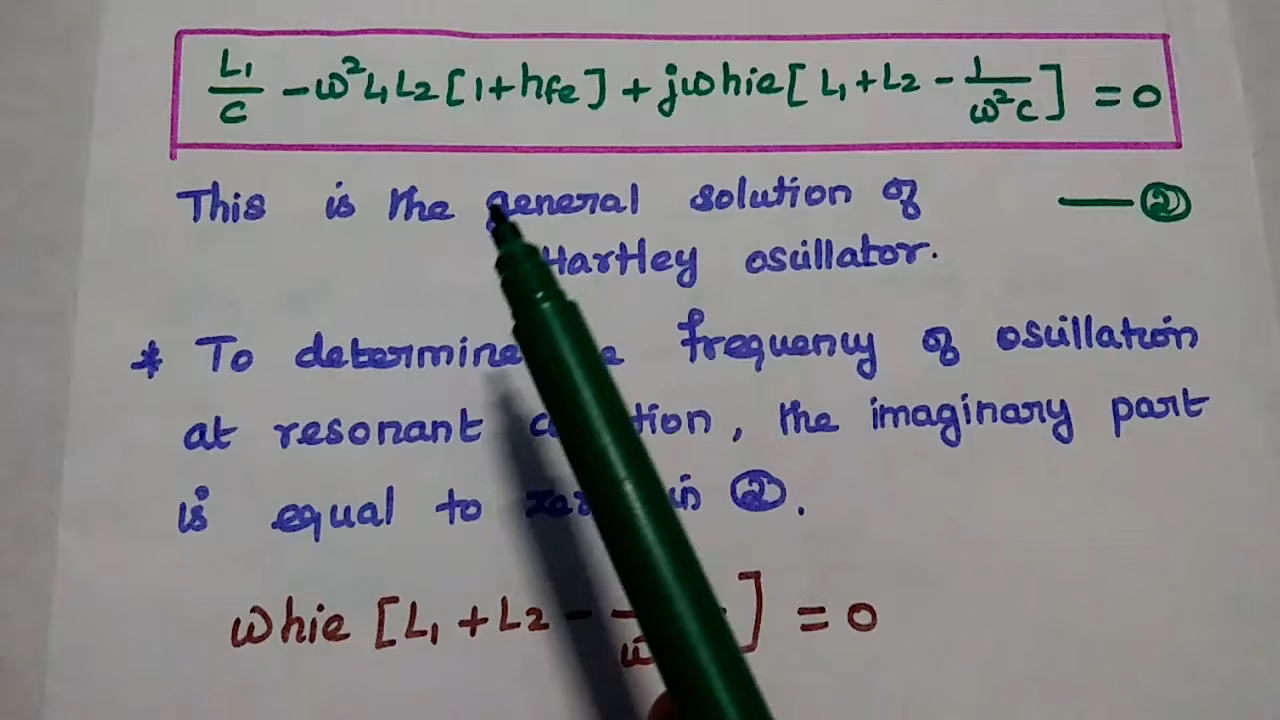 L₁/C - ω²L₁L₂[1+hfe] + jωhie[L₁+L₂ - 1/ω²C] = 0
This is the general solution of —— ②
Hartley oscillator.
* To determine frequency of oscillation
at resonant, the imaginary part
is equal to in ②.
ωhie [L₁ + L₂ - ] = 0